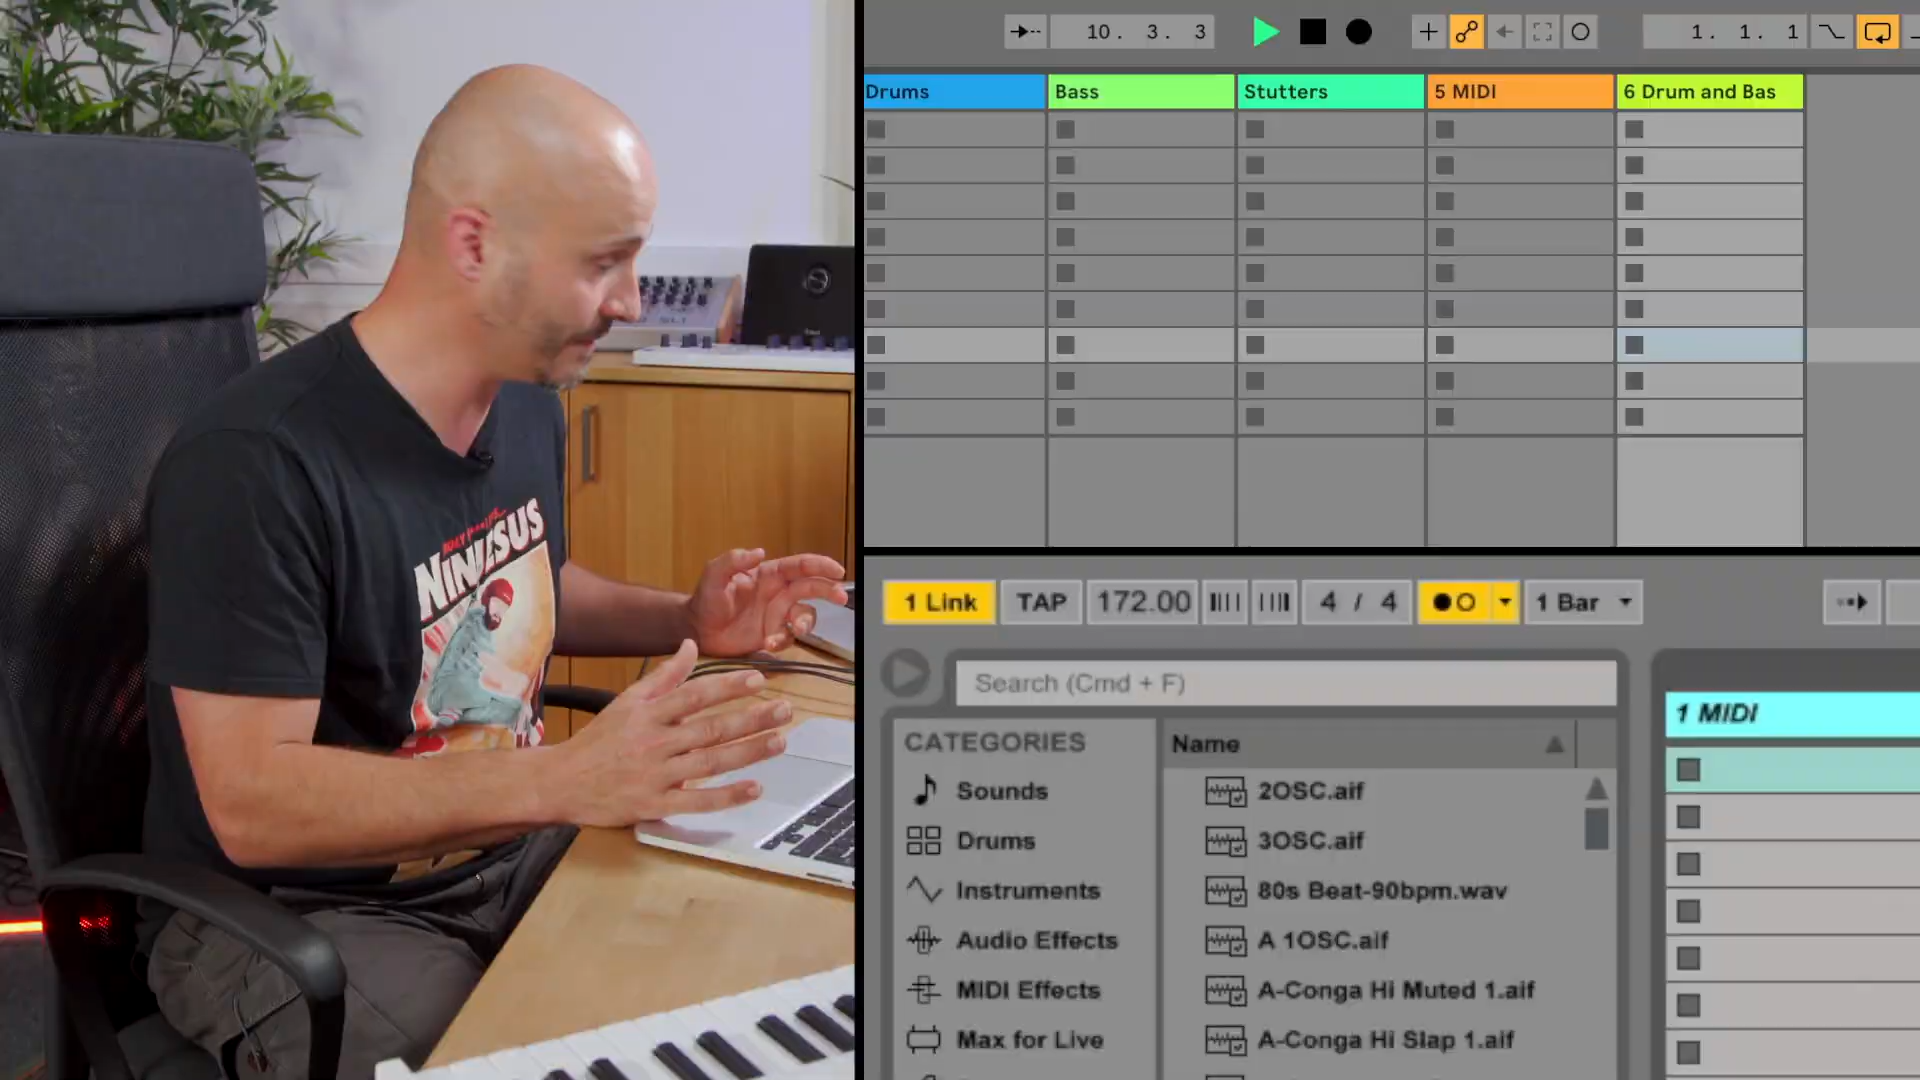 10. 3. 3
1. 1. 1
Drums
Bass
Stutters
5 MIDI
6 Drum and Bas
NINJESUS
1 Link
TAP
172.00
4 / 4
1 Bar
Search (Cmd + F)
CATEGORIES
Sounds
Drums
Instruments
Audio Effects
MIDI Effects
Max for Live
Name
2OSC.aif
3OSC.aif
80s Beat-90bpm.wav
A 1OSC.aif
A-Conga Hi Muted 1.aif
A-Conga Hi Slap 1.aif
1 MIDI